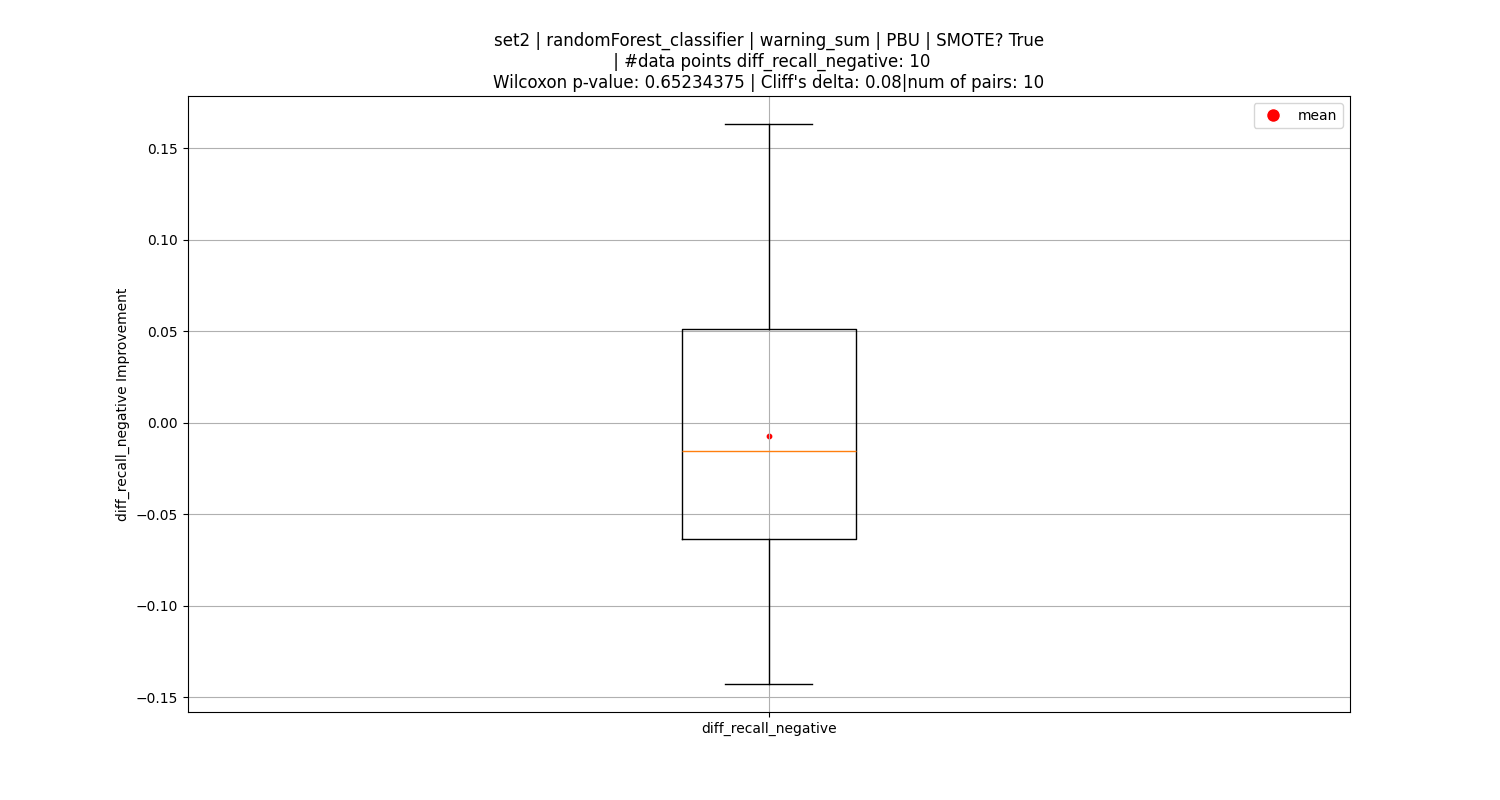 set2 | randomForest_classifier | warning_sum | PBU | SMOTE? True
| #data points diff_recall_negative: 10
Wilcoxon p-value: 0.65234375 | Cliff's delta: 0.08|num of pairs: 10
mean
0.15
0.10
0.05
0.00
−0.05
−0.10
−0.15
diff_recall_negative Improvement
diff_recall_negative